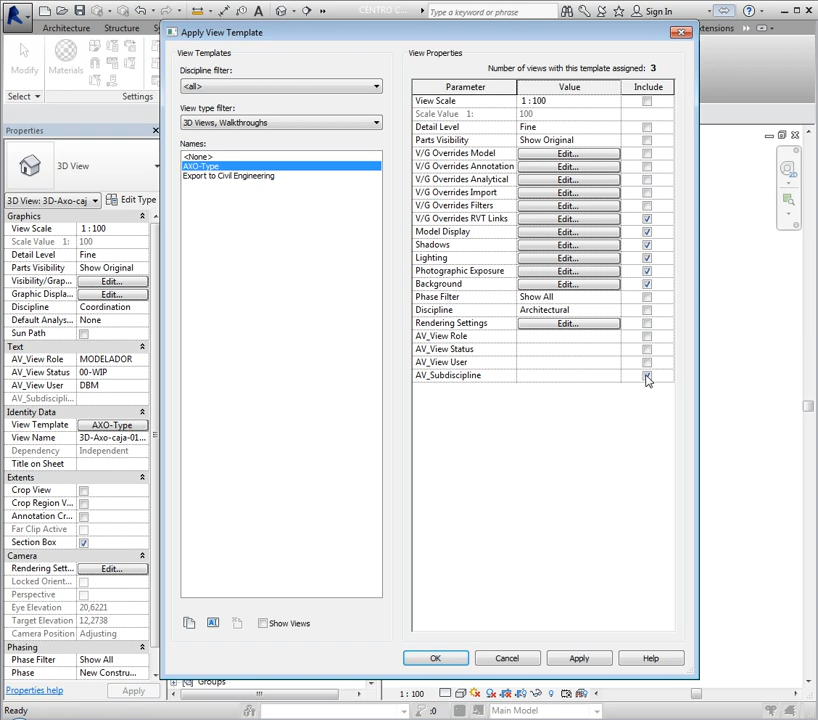 CENTRO C...
Sign In
Architecture
Structure
Extensions
Modify
Materials
Select
Settings
Properties
3D View
3D View: 3D-Axo-caj
Edit Type
Graphics
View Scale
1 : 100
Scale Value 1:
100
Detail Level
Fine
Parts Visibility
Show Original
Visibility/Grap...
Edit...
Graphic Displa...
Edit...
Discipline
Coordination
Default Analys...
None
Sun Path
Text
AV_View Role
MODELADOR
AV_View Status
00-WIP
AV_View User
DBM
AV_Subdiscipli...
Identity Data
View Template
AXO-Type
View Name
3D-Axo-caja-01...
Dependency
Independent
Title on Sheet
Extents
Crop View
Crop Region V...
Annotation Cr...
Far Clip Active
Section Box
Camera
Rendering Sett...
Edit...
Locked Orient...
Perspective
Eye Elevation
20,6221
Target Elevation
12,2738
Camera Position
Adjusting
Phasing
Phase Filter
Show All
Phase
New Constru...
Properties help
Apply
Ready
Apply View Template
View Templates
Discipline filter:
<all>
View type filter:
3D Views, Walkthroughs
Names:
<None>
AXO-Type
Export to Civil Engineering
Show Views
View Properties
Number of views with this template assigned: 3
Parameter
Value
Include
View Scale
1 : 100
Scale Value 1:
100
Detail Level
Fine
Parts Visibility
Show Original
V/G Overrides Model
Edit...
V/G Overrides Annotation
Edit...
V/G Overrides Analytical
Edit...
V/G Overrides Import
Edit...
V/G Overrides Filters
Edit...
V/G Overrides RVT Links
Edit...
Model Display
Edit...
Shadows
Edit...
Lighting
Edit...
Photographic Exposure
Edit...
Background
Edit...
Phase Filter
Show All
Discipline
Architectural
Rendering Settings
Edit...
AV_View Role
AV_View Status
AV_View User
AV_Subdiscipline
OK
Cancel
Apply
Help
Groups
1 : 100
:0
Main Model